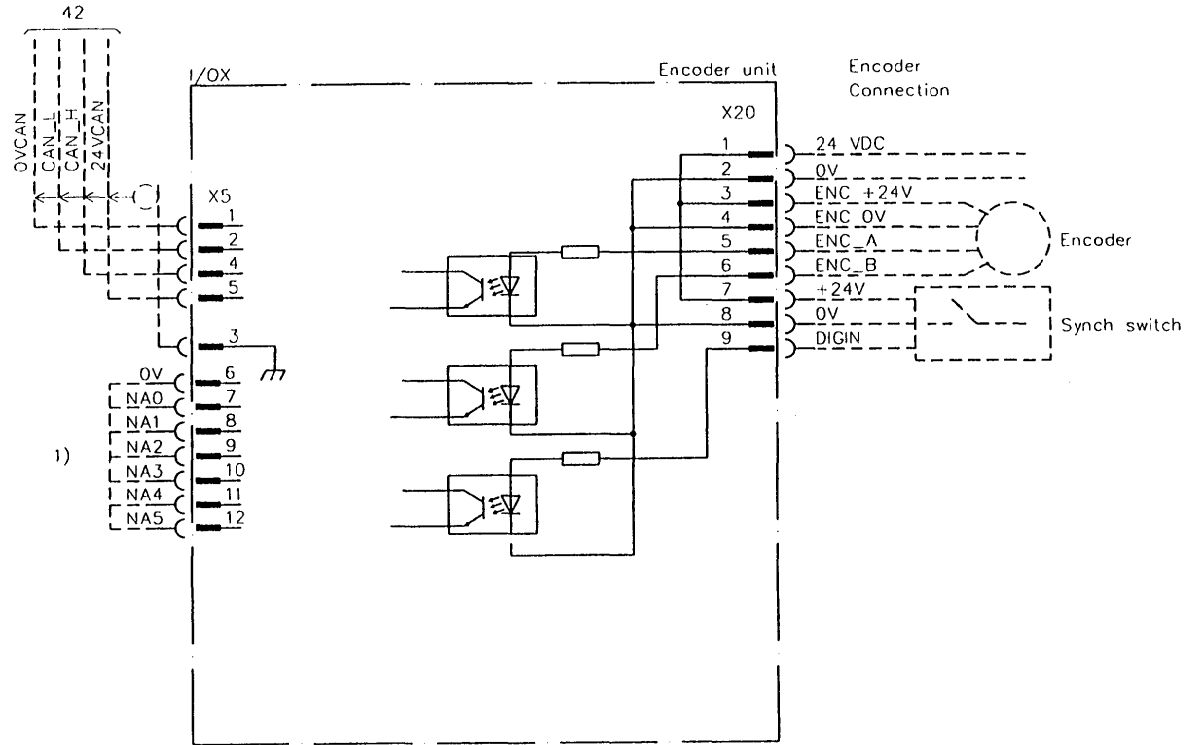 42
/OX
Encoder unit
Encoder
Connection
0VCAN
CAN_L
CAN_H
24VCAN
X5
X20
1
2
4
5
3
0V 6
NA0 7
NA1 8
NA2 9
NA3 10
NA4 11
NA5 12
1)
1 24 VDC
2 0V
3 ENC +24V
4 ENC 0V
5 ENC_A
6 ENC_B
7 +24V
8 0V
9 DIGIN
Encoder
Synch switch